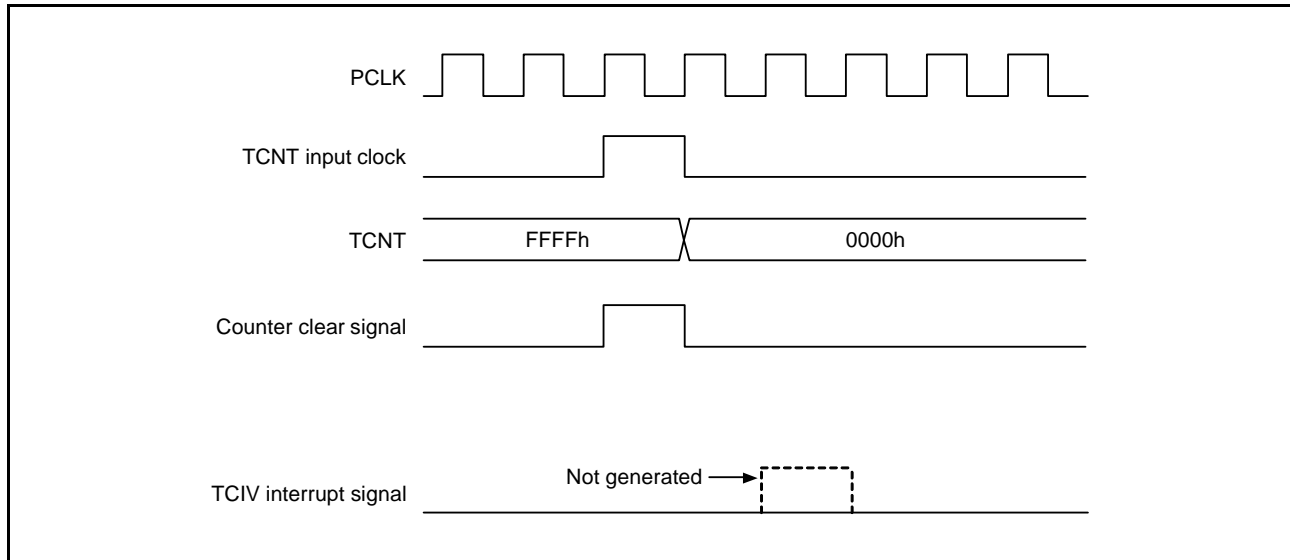 PCLK
TCNT input clock
TCNT
FFFFh
0000h
Counter clear signal
Not generated
TCIV interrupt signal